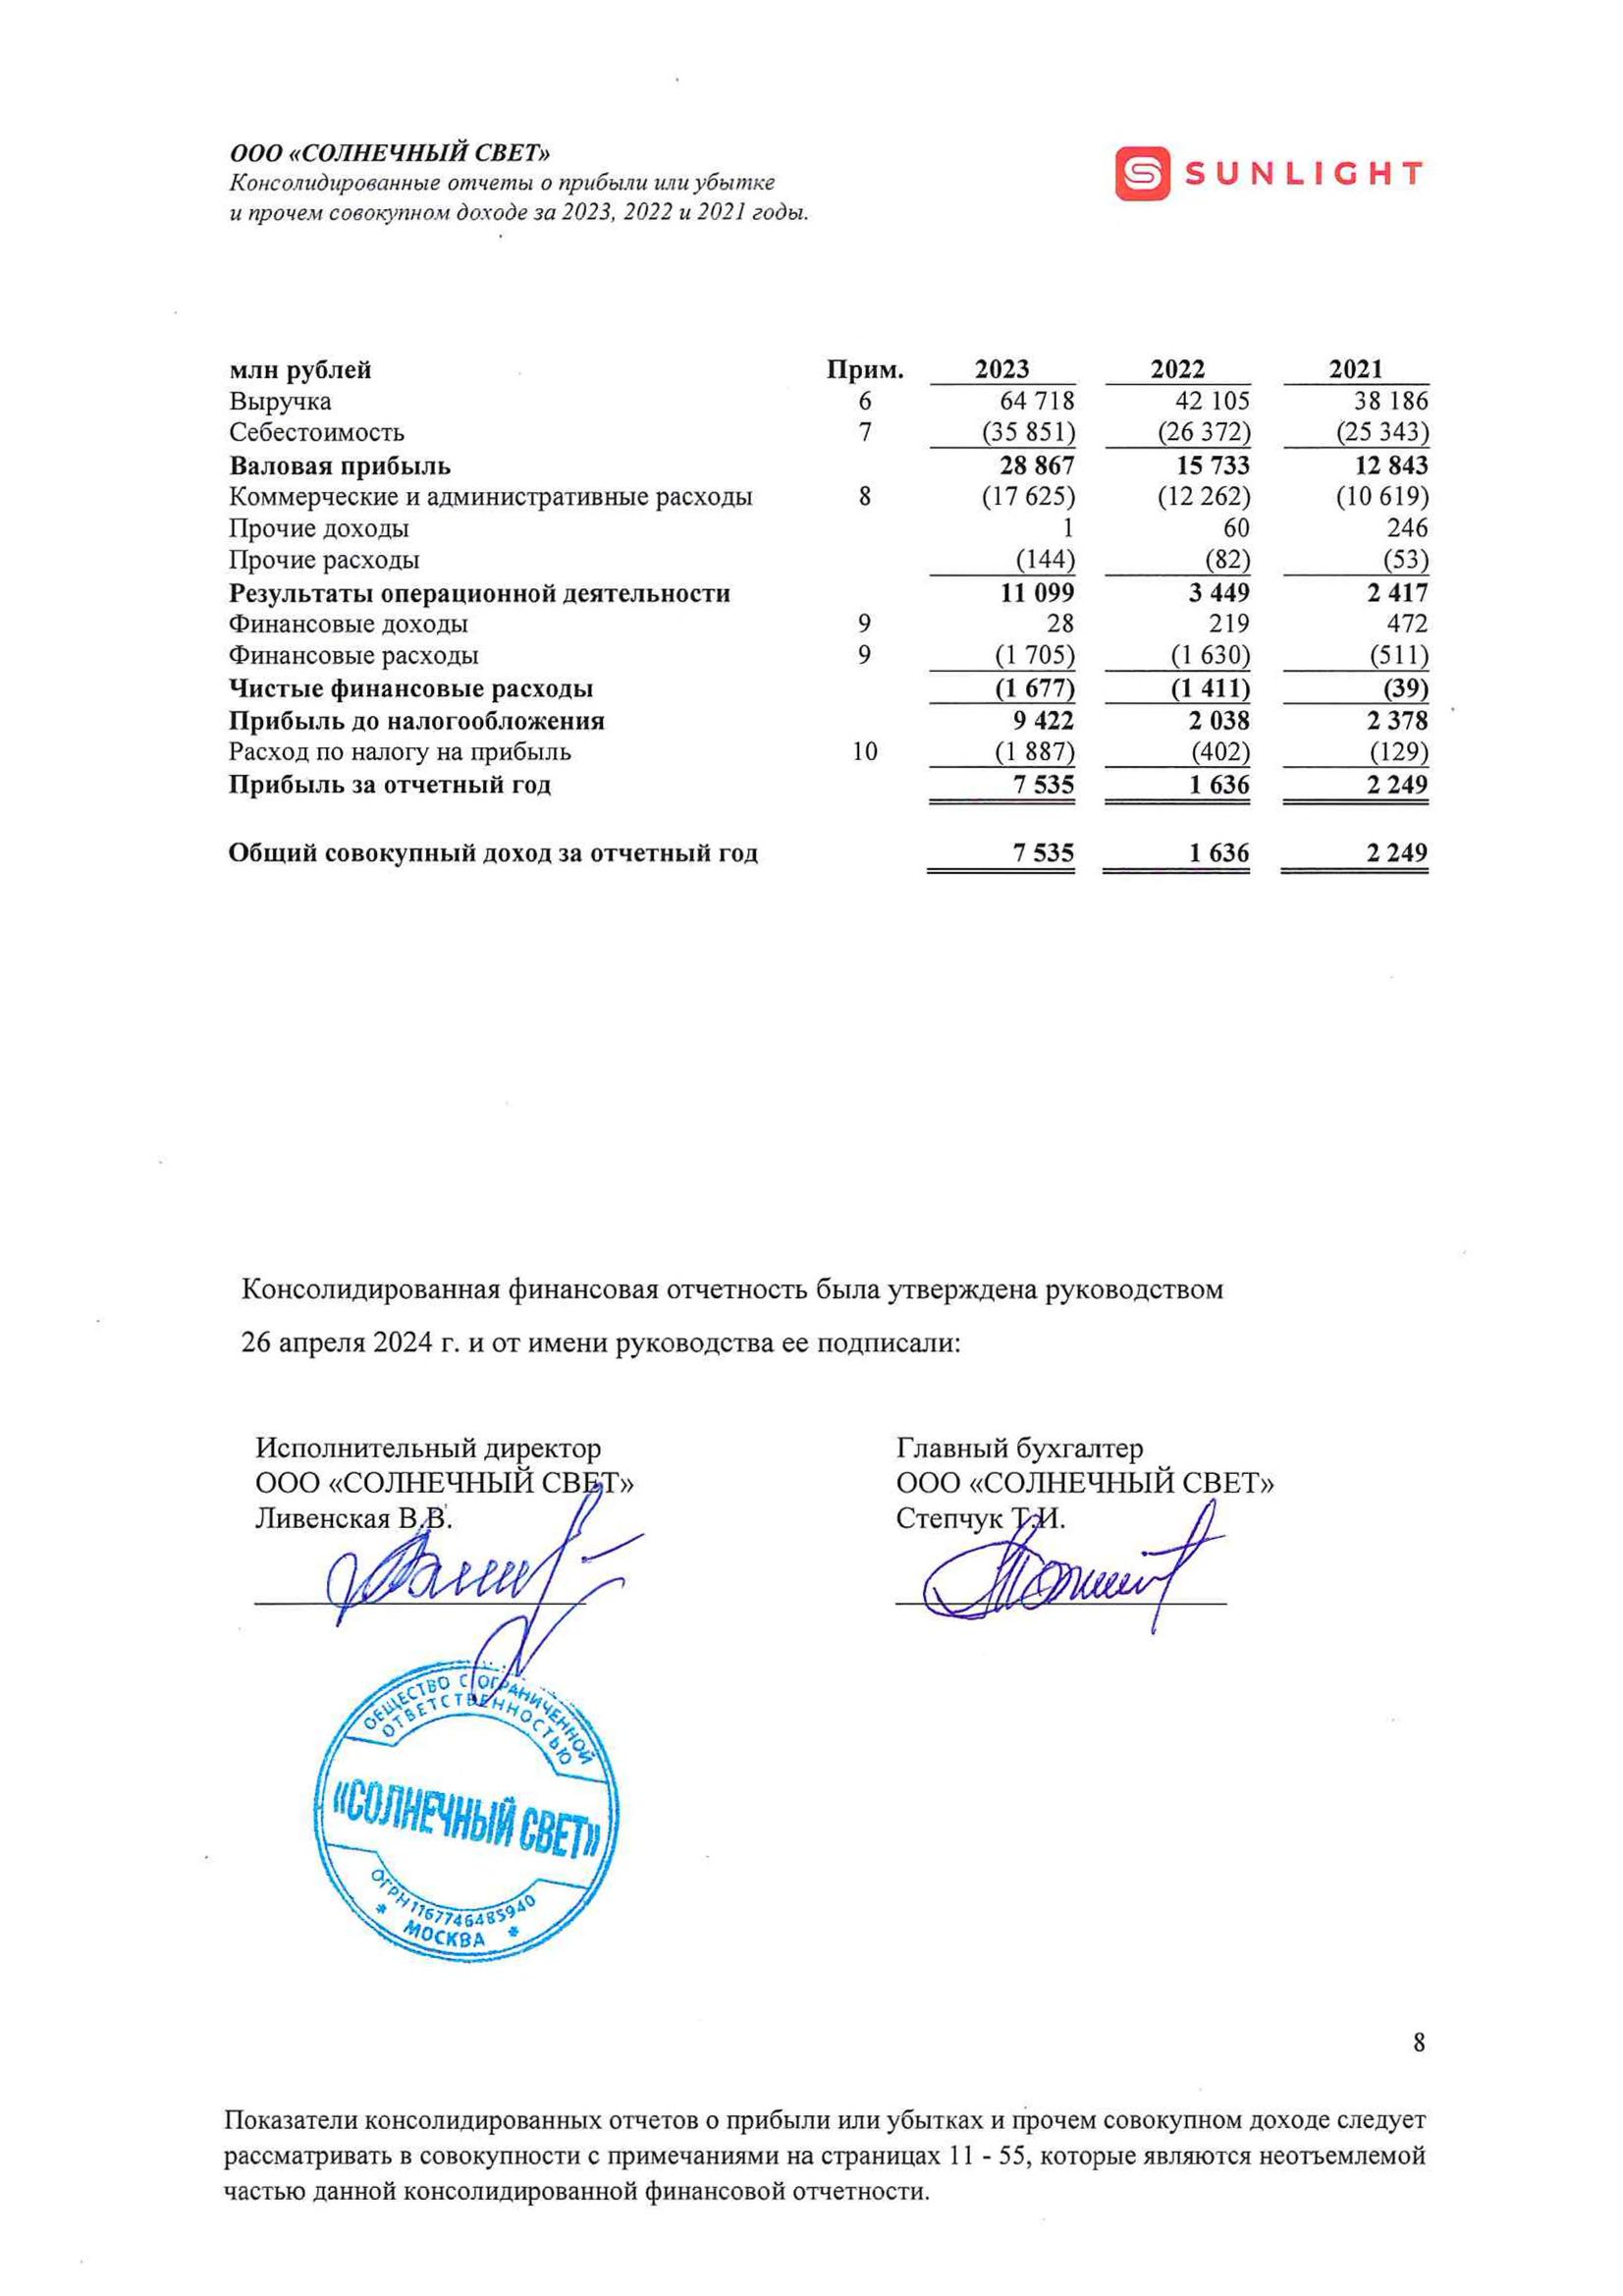 ООО «СОЛНЕЧНЫЙ СВЕТ»
Консолидированные отчеты о прибыли или убытке
и прочем совокупном доходе за 2023, 2022 и 2021 годы.
SUNLIGHT
млн рублей Прим. 2023 2022 2021
Выручка 6 64 718 42 105 38 186
Себестоимость 7 (35 851) (26 372) (25 343)
Валовая прибыль 28 867 15 733 12 843
Коммерческие и административные расходы 8 (17 625) (12 262) (10 619)
Прочие доходы 1 60 246
Прочие расходы (144) (82) (53)
Результаты операционной деятельности 11 099 3 449 2 417
Финансовые доходы 9 28 219 472
Финансовые расходы 9 (1 705) (1 630) (511)
Чистые финансовые расходы (1 677) (1 411) (39)
Прибыль до налогообложения 9 422 2 038 2 378
Расход по налогу на прибыль 10 (1 887) (402) (129)
Прибыль за отчетный год 7 535 1 636 2 249
Общий совокупный доход за отчетный год 7 535 1 636 2 249
Консолидированная финансовая отчетность была утверждена руководством
26 апреля 2024 г. и от имени руководства ее подписали:
Исполнительный директор
ООО «СОЛНЕЧНЫЙ СВЕТ»
Ливенская В.В.
Главный бухгалтер
ООО «СОЛНЕЧНЫЙ СВЕТ»
Степчук Т.И.
ОБЩЕСТВО С ОГРАНИЧЕННОЙ
ОТВЕТСТВЕННОСТЬЮ
«СОЛНЕЧНЫЙ СВЕТ»
ОГРН 1167746485940
* МОСКВА *
8
Показатели консолидированных отчетов о прибыли или убытках и прочем совокупном доходе следует
рассматривать в совокупности с примечаниями на страницах 11 - 55, которые являются неотъемлемой
частью данной консолидированной финансовой отчетности.